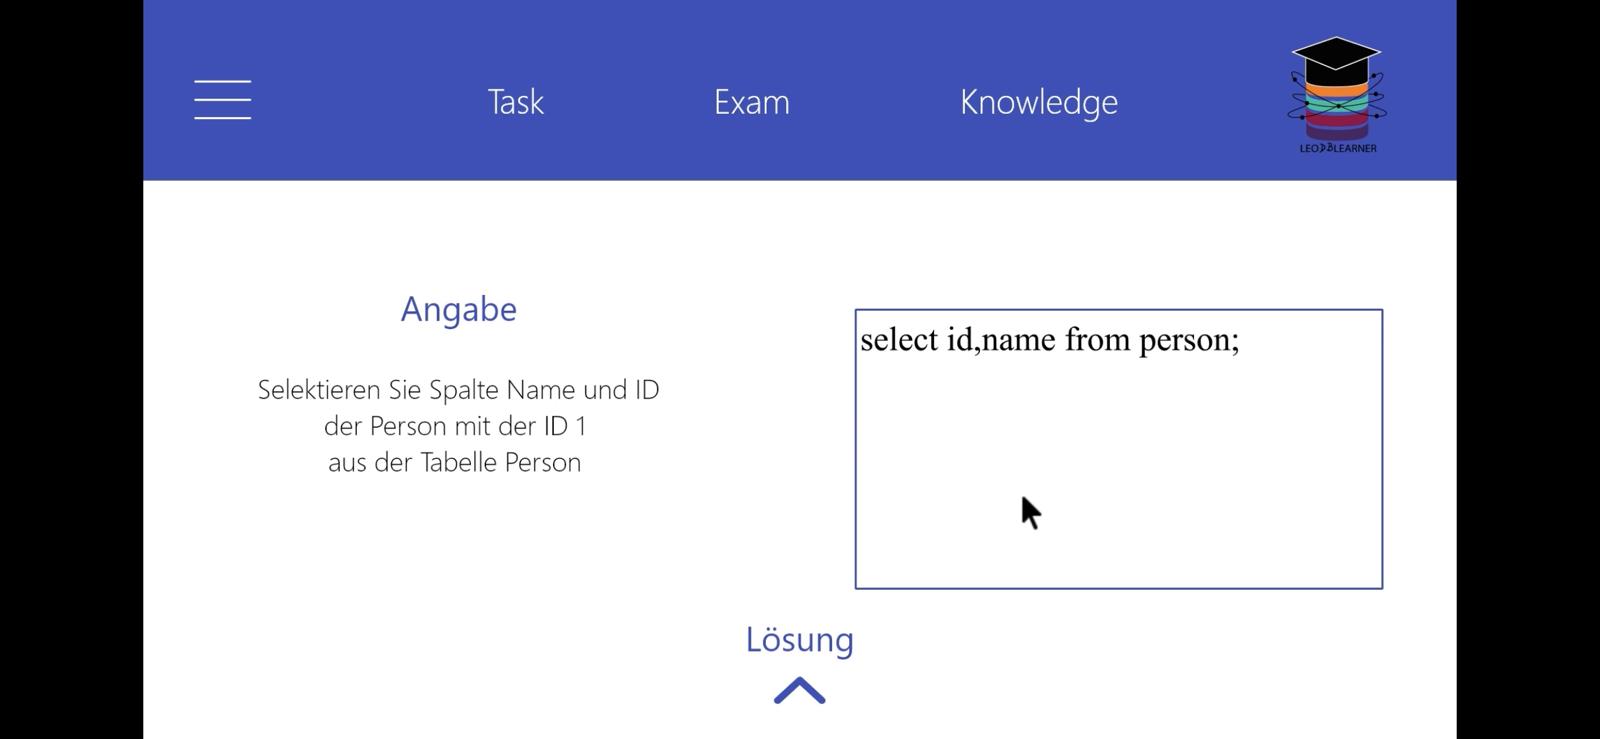 Task
Exam
Knowledge
LEODBLEARNER
Angabe
Selektieren Sie Spalte Name und ID
der Person mit der ID 1
aus der Tabelle Person
select id,name from person;
Lösung